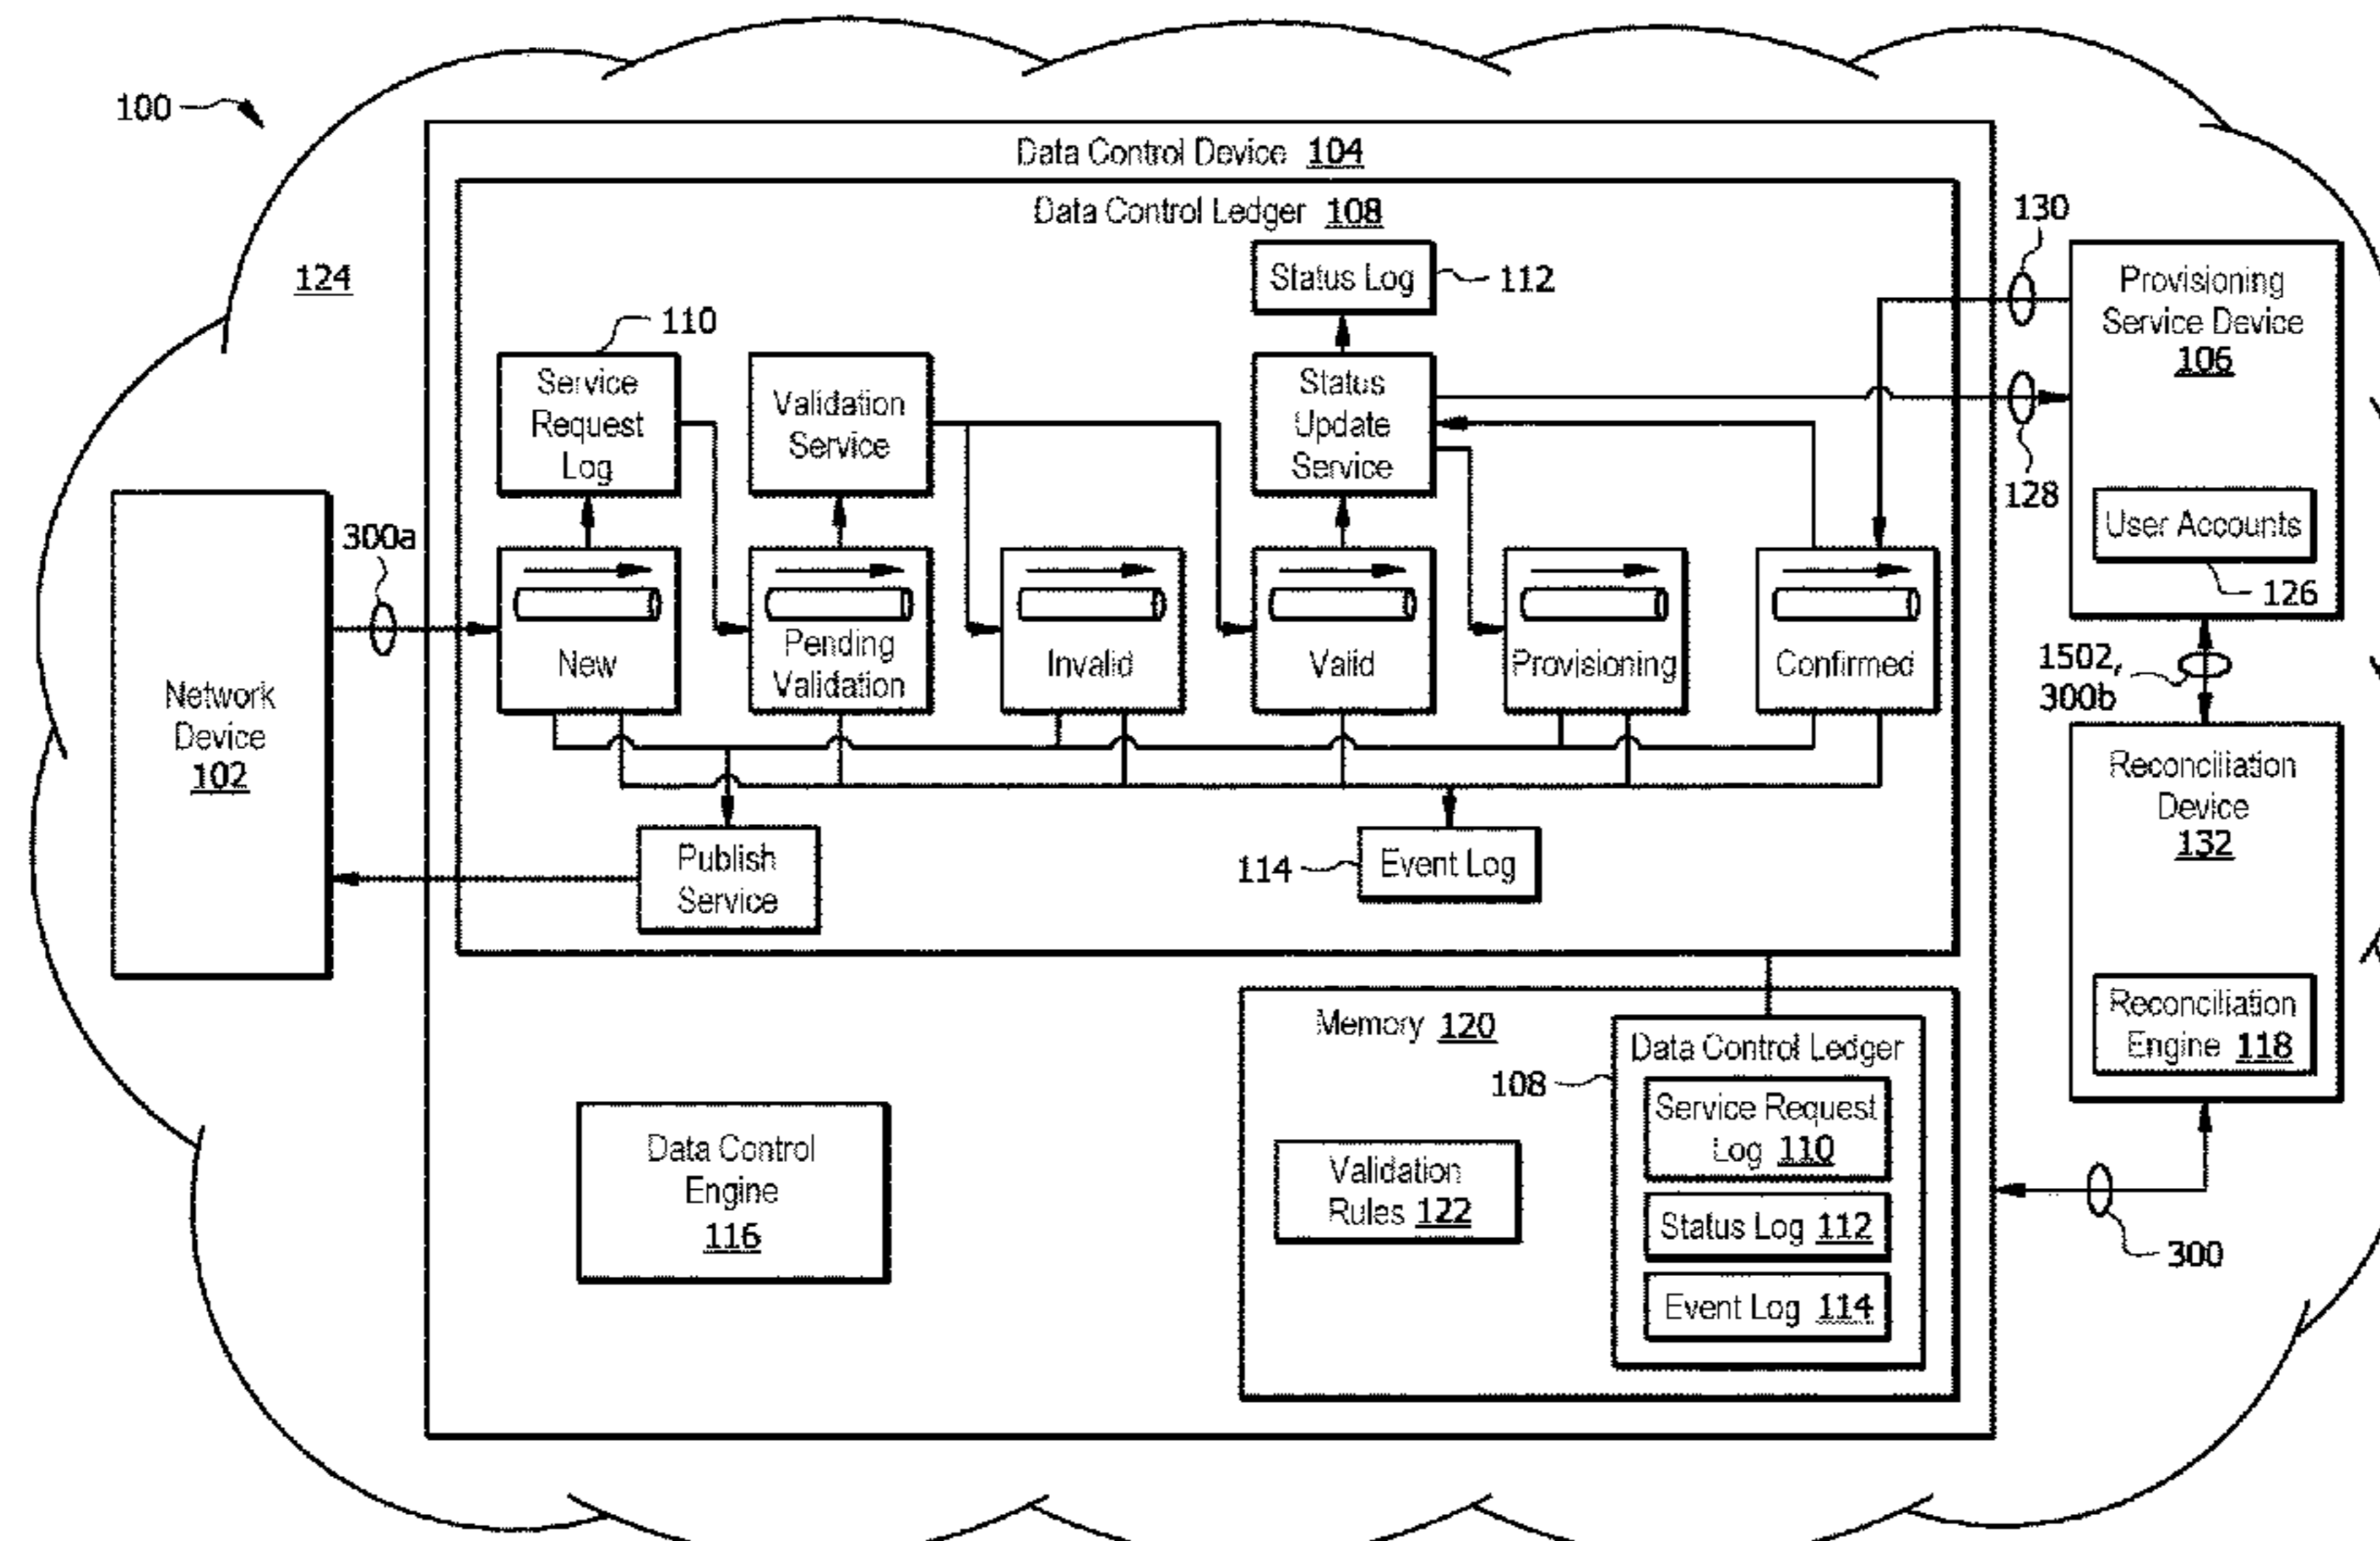 100
Data Control Device 104
Data Control Ledger 108
124
130
Status Log
112
Provisioning
Service Device
106
110
Service
Request
Log
Validation
Service
Status
Update
Service
128
User Accounts
126
300a
New
Pending
Validation
Invalid
Valid
Provisioning
Confirmed
1502,
300b
Network
Device
102
Reconciliation
Device
132
Publish
Service
114
Event Log
Reconciliation
Engine 118
Memory 120
Data Control Ledger
108
Service Request
Log 110
Data Control
Engine
116
Validation
Rules 122
Status Log 112
300
Event Log 114